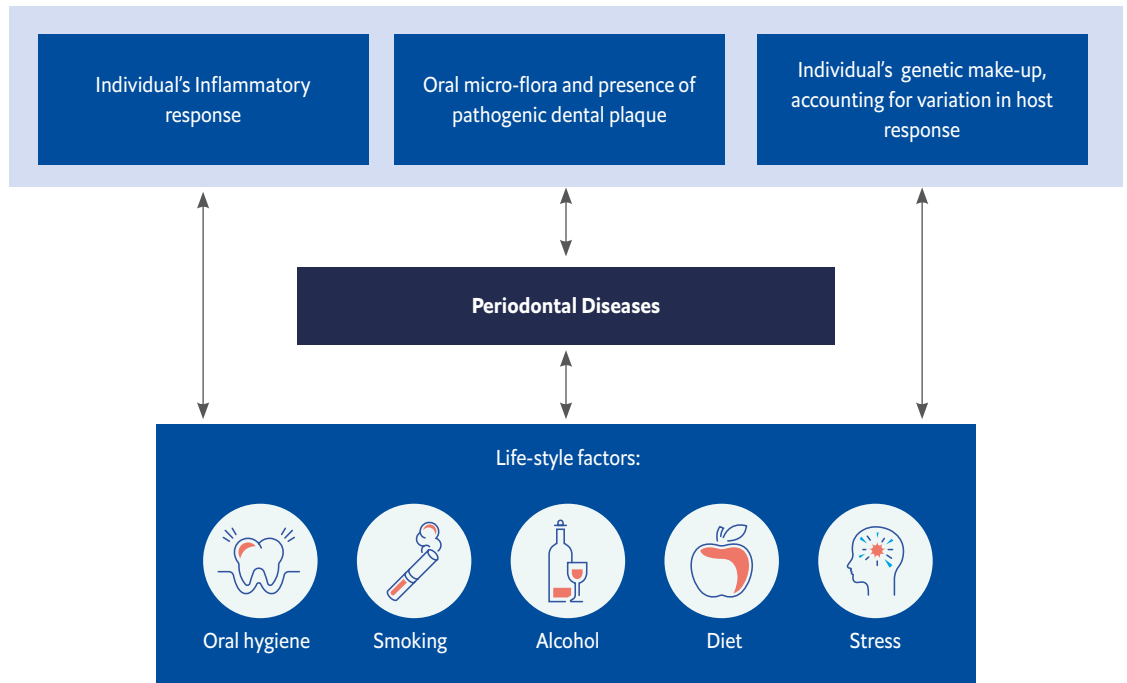 Individual's Inflammatory
response
Oral micro-flora and presence of
pathogenic dental plaque
Individual's genetic make-up,
accounting for variation in host
response
Periodontal Diseases
Life-style factors:
Oral hygiene
Smoking
Alcohol
Diet
Stress